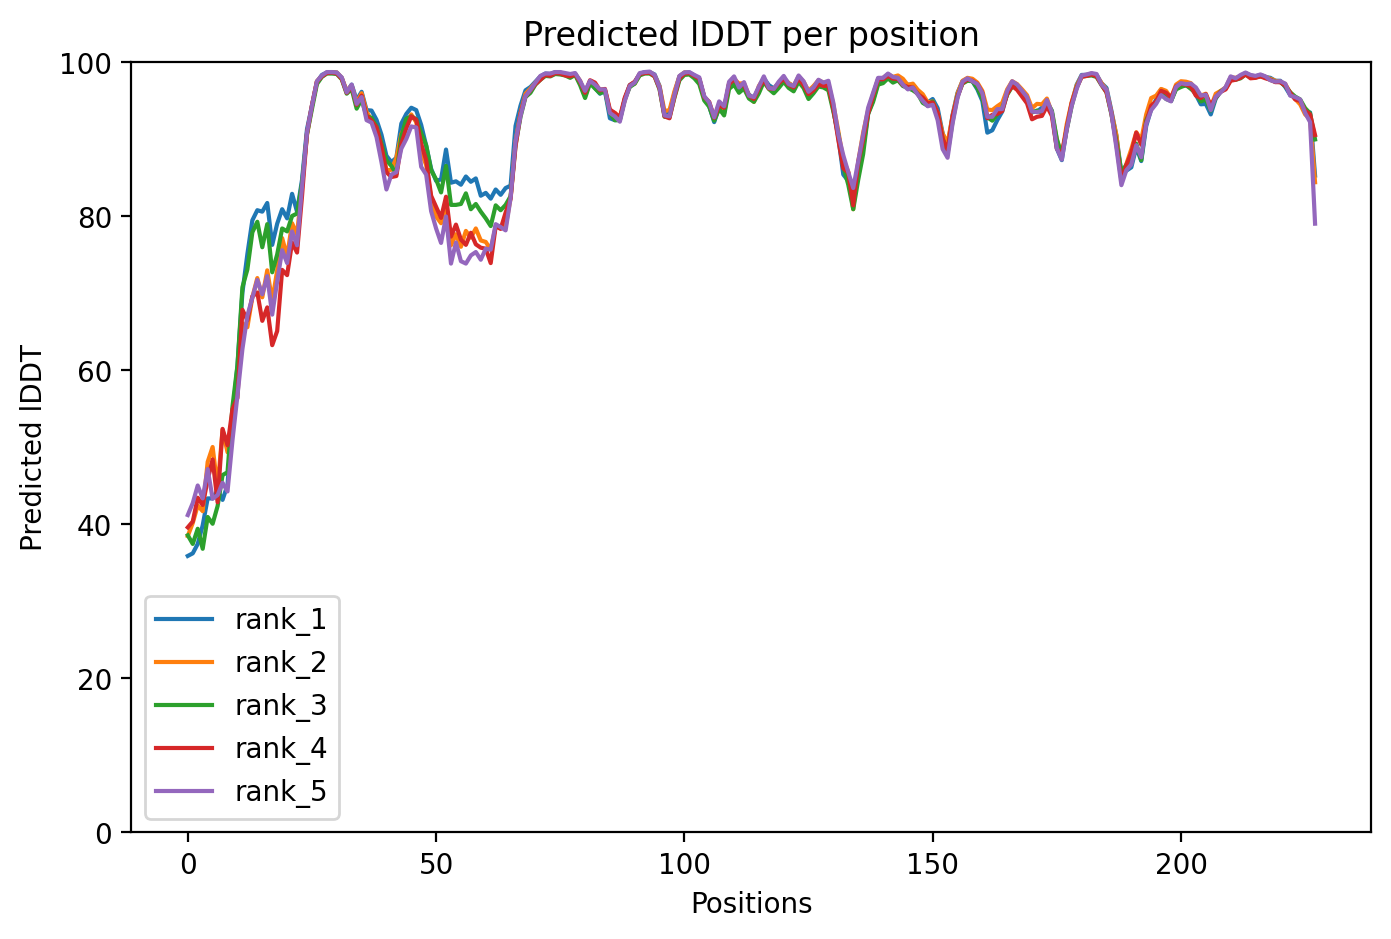 Predicted lDDT per position
100
80
60
40
20
0
Predicted lDDT
rank_1
rank_2
rank_3
rank_4
rank_5
0 50 100 150 200
Positions